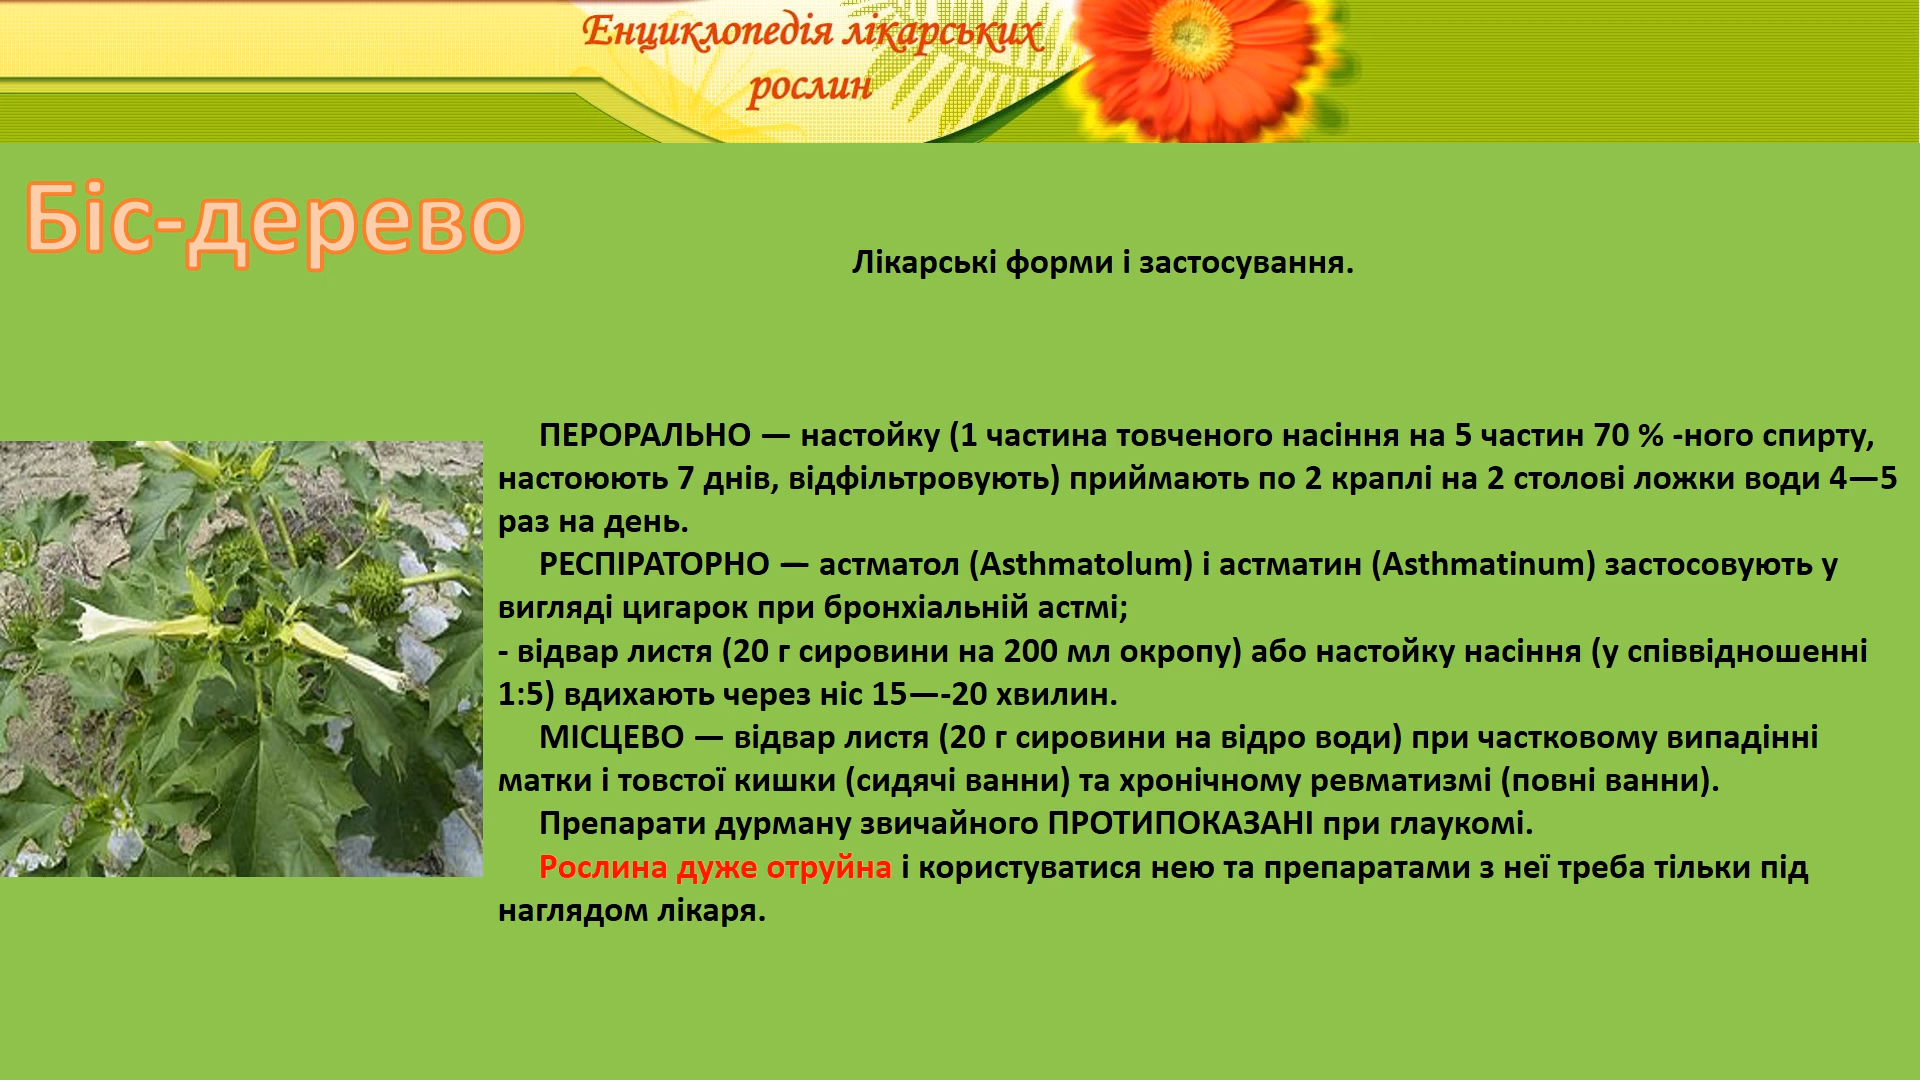 Енциклопедія лікарських
рослин
Біс-дерево
Лікарські форми і застосування.
ПЕРОРАЛЬНО — настойку (1 частина товченого насіння на 5 частин 70 % -ного спирту,
настоюють 7 днів, відфільтровують) приймають по 2 краплі на 2 столові ложки води 4—5
раз на день.
РЕСПІРАТОРНО — астматол (Asthmatolum) і астматин (Asthmatinum) застосовують у
вигляді цигарок при бронхіальній астмі;
- відвар листя (20 г сировини на 200 мл окропу) або настойку насіння (у співвідношенні
1:5) вдихають через ніс 15—-20 хвилин.
МІСЦЕВО — відвар листя (20 г сировини на відро води) при частковому випадінні
матки і товстої кишки (сидячі ванни) та хронічному ревматизмі (повні ванни).
Препарати дурману звичайного ПРОТИПОКАЗАНІ при глаукомі.
Рослина дуже отруйна і користуватися нею та препаратами з неї треба тільки під
наглядом лікаря.